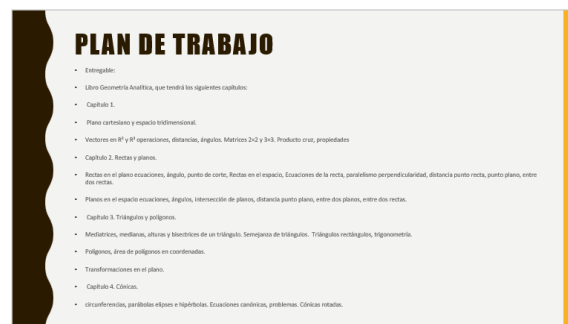 PLAN DE TRABAJO
• Entregable:
• Libro Geometría Analítica, que tendrá los siguientes capítulos:
• Capítulo 1.
• Plano cartesiano y espacio tridimensional.
• Vectores en R² y R³ operaciones, distancias, ángulos. Matrices 2×2 y 3×3. Producto cruz, propiedades
• Capítulo 2. Rectas y planos.
• Rectas en el plano ecuaciones, ángulo, punto de corte, Rectas en el espacio, Ecuaciones de la recta, paralelismo perpendicularidad, distancia punto recta, punto plano, entre
dos rectas.
• Planos en el espacio ecuaciones, ángulos, intersección de planos, distancia punto plano, entre dos planos, entre dos rectas.
• Capítulo 3. Triángulos y polígonos.
• Mediatrices, medianas, alturas y bisectrices de un triángulo. Semejanza de triángulos. Triángulos rectángulos, trigonometría.
• Polígonos, área de polígonos en coordenadas.
• Transformaciones en el plano.
• Capítulo 4. Cónicas.
• circunferencias, parábolas elipses e hipérbolas. Ecuaciones canónicas, problemas. Cónicas rotadas.